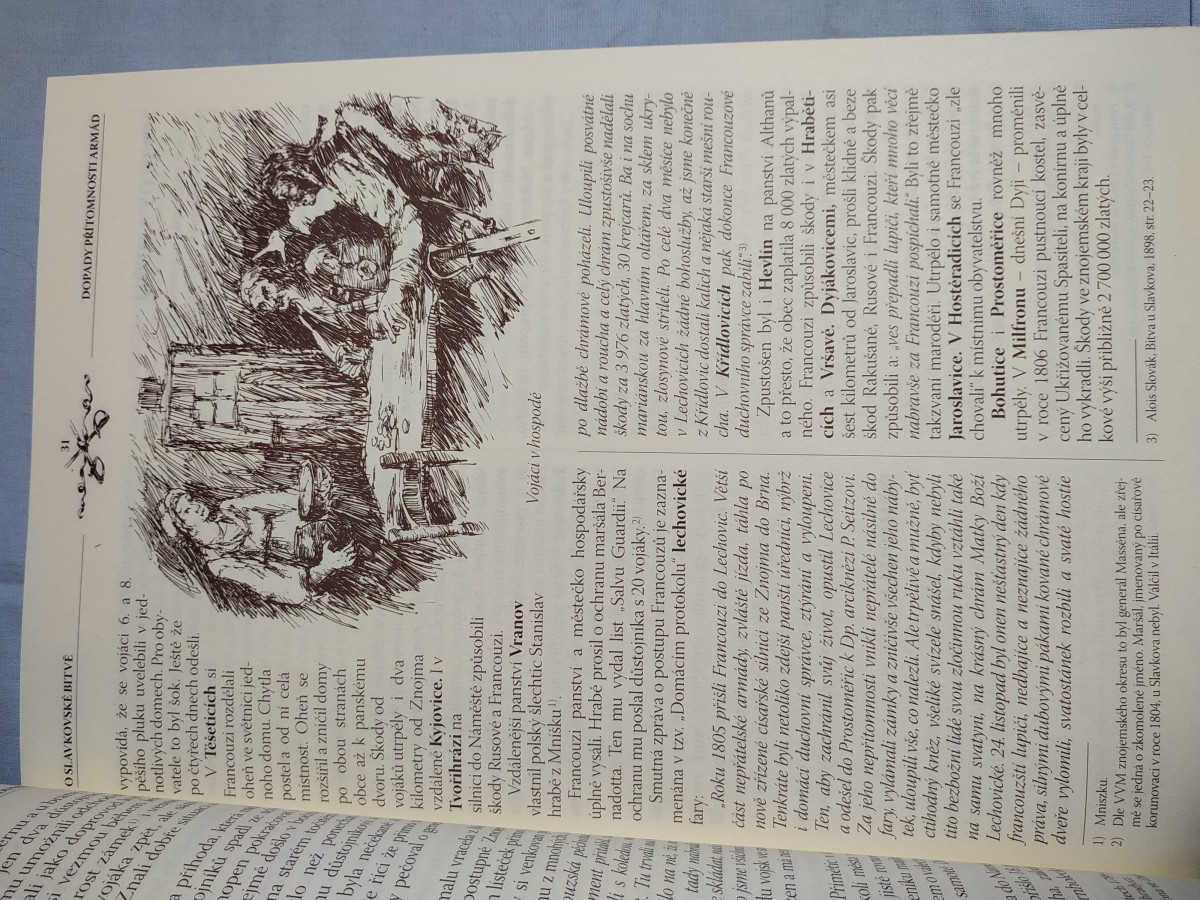 O SLAVKOVSKÉ BITVĚ
31
DOPADY PŘÍTOMNOSTI ARMÁD
vypovídá, že se vojáci 6. a 8.
pěšího pluku uvelebili v jed-
notlivých domech. Pro oby-
vatele to byl šok. Ještě že
po čtyřech dnech odešli.
V Těšeticích si
Francouzi rozdělali
oheň ve světnici jed-
noho domu. Chytla
postel a od ní celá
místnost. Oheň se
rozšířil a zničil domy
po obou stranách
obce až k panskému
dvoru. Škody od
vojáků utrpěly i dva
kilometry od Znojma
vzdálené Kyjovice. I v
Tvořihrázi na
silnici do Náměště způsobili
škody Rusové a Francouzi.
Vzdálenější panství Vranov
vlastnil polský šlechtic Stanislav
hrabě z Mnišku¹⁾.
Vojáci v hospodě
Francouzi panství a městečko hospodářsky
úplně vysáli. Hrabě prosil o ochranu maršála Ber-
nadotta. Ten mu vydal list „Salvu Guardii.“ Na
ochranu mu poslal důstojníka s 20 vojáky.²⁾
Smutná zpráva o postupu Francouzů je zazna-
menána v tzv. „Domácím protokolu“ lechovické
fary:
„Roku 1805 přišli Francouzi do Lechovic. Větší
část nepřátelské armády, zvláště jízda, táhla po
nově zřízené císařské silnici ze Znojma do Brna.
Tenkráte byli netoliko zdejší panští úředníci, nýbrž
i domácí duchovní správce, ztýráni a vyloupeni.
Ten, aby zachránil svůj život, opustil Lechovice
a odešel do Prostoměřic k Dp. arciknězi P. Seitzovi.
Za jeho nepřítomnosti vnikli nepřátelé násilně do
fary, vylámali zámky a zničivše všechen jeho náby-
tek, uloupili vše, co nalezli. Ale trpělivě a mužně, byť
ctihodný kněz, všeliké svízele snášel, kdyby nebyli
tito bezbožní lidé svou zločinnou ruku vztáhli také
na samu svatyni, na krásný chrám Matky Boží
Lechovické. 24. listopad byl onen nešťastný den kdy
francouzští lupiči, nedbajíce a neznajíce žádného
práva, silnými dubovými pákami kované chrámové
dveře vylomili, svatostánek rozbili a svaté hostie
1) Mniszku.
2) Dle VVM znojemského okresu to byl generál Massena, ale zřej-
mě se jedná o zkomolené jméno. Maršál, jmenovaný po císařově
korunovaci v roce 1804, u Slavkova nebyl. Válčil v Itálii.
po dlažbě chrámové poházeli. Uloupili posvátné
nádobí a roucha a celý chrám zpustošivše nadělali
škody za 3 976 zlatých, 30 krejcarů. Ba i na sochu
mariánskou za hlavním oltářem, za sklem ukry-
tou, zlosynové stříleli. Po celé dva měsíce nebylo
v Lechovicích žádné bohoslužby, až jsme konečně
z Křídlovic dostali kalich a nějaká starší mešní rou-
cha. V Křídlovicích pak dokonce Francouzové
duchovního správce zabili.“³⁾
Zpustošen byl i Hevlín na panství Althanů
a to přesto, že obec zaplatila 8 000 zlatých výpal-
ného. Francouzi způsobili škody i v Hraběti-
cích a Vršavě. Dyjákovicemi, městečkem asi
šest kilometrů od Jaroslavic, prošli klidně a beze
škod Rakušané, Rusové i Francouzi. Škody pak
způsobili a: „ves přepadli lupiči, kteří mnoho věcí
nabravše za Francouzi pospíchali.“ Byli to zřejmě
takzvaní marodéři. Utrpělo i samotné městečko
Jaroslavice. V Hostěradicích se Francouzi „zle
chovali“ k místnímu obyvatelstvu.
Bohutice i Prostoměřice rovněž mnoho
utrpěly. V Milfronu – dnešní Dyji – proměnili
v roce 1806 Francouzi pustnoucí kostel, zasvě-
cený Ukřižovanému Spasiteli, na konírnu a úplně
ho vykradli. Škody ve znojemském kraji byly v cel-
kové výši přibližně 2 700 000 zlatých.
3) Alois Slovák, Bitva u Slavkova, 1898, str. 22–23.